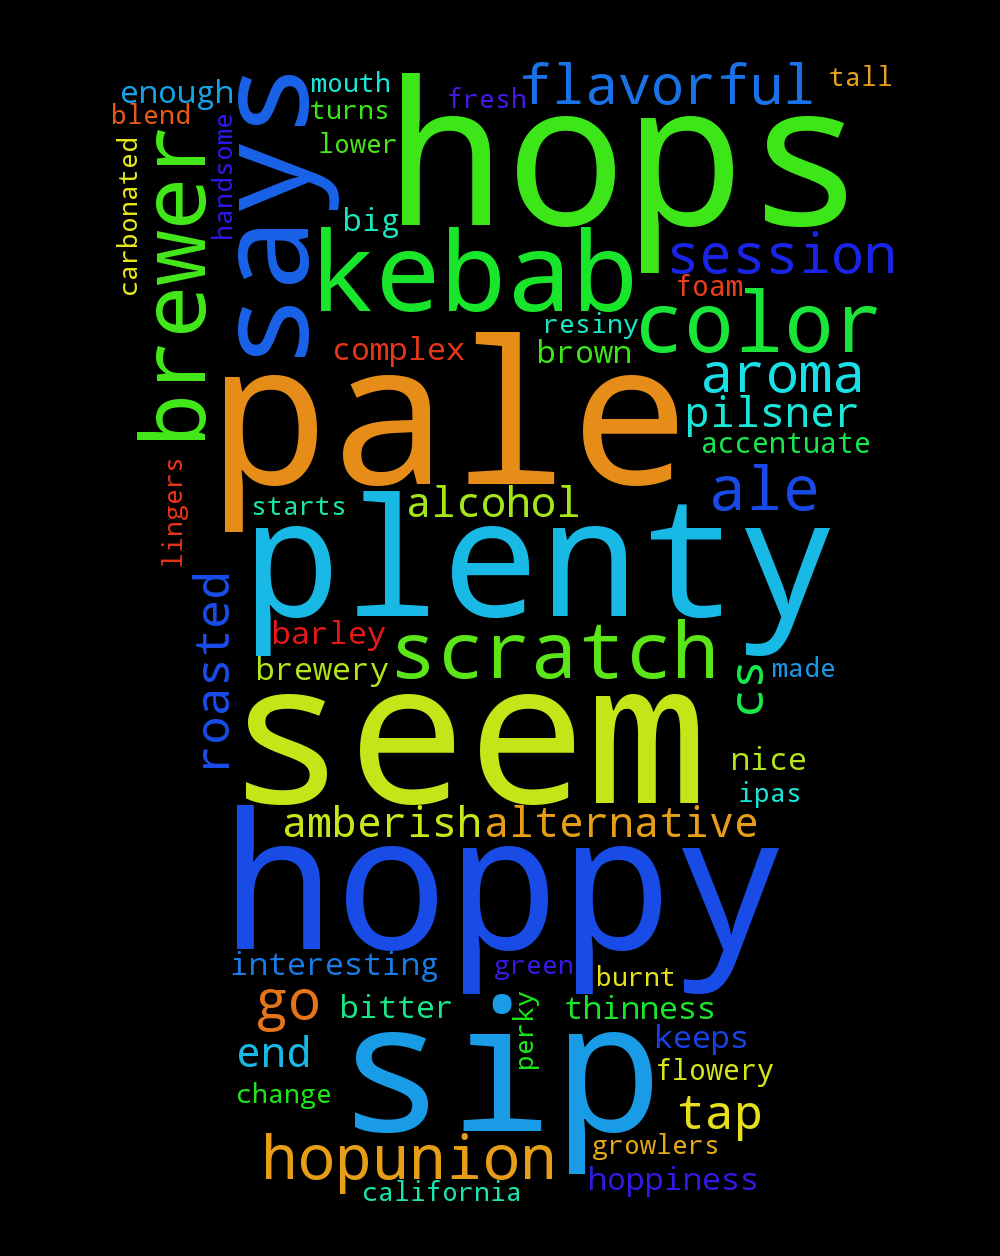 enough
mouth
flavorful
tall
blend
turns
fresh
says
hops
handsome
carbonated
brewer
lower
big
kebab
session
foam
color
resiny
complex
brown
aroma
pale
pilsner
accentuate
lingers
starts
alcohol
ale
plenty
roasted
barley
scratch
brewery
cs
made
seem
nice
ipas
amberish
alternative
hoppy
interesting
green
burnt
go
bitter
perky
thinness
end
sip
keeps
flowery
change
tap
hopunion
growlers
california
hoppiness